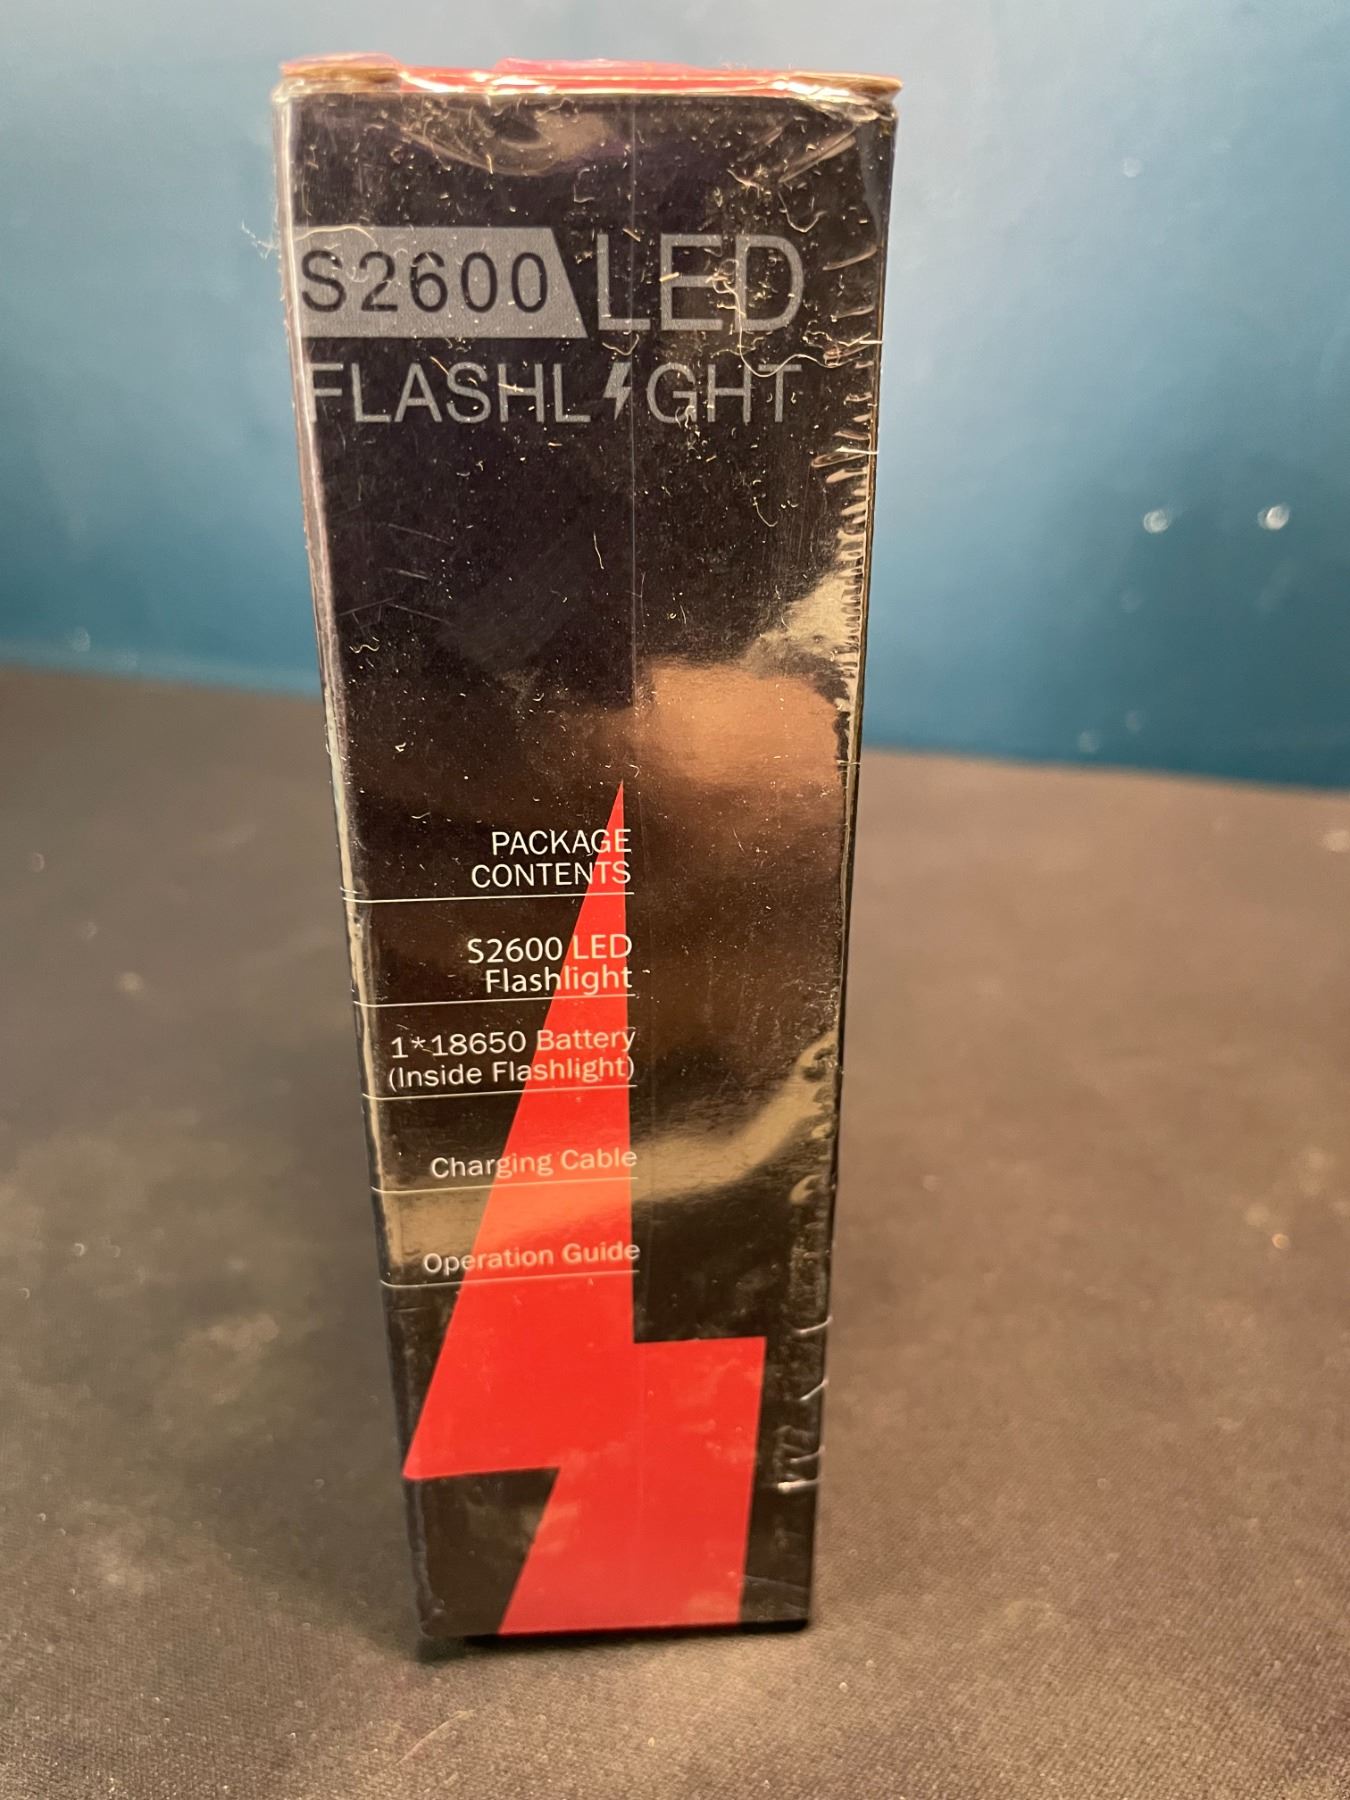 S2600 LED
FLASHLIGHT
PACKAGE
CONTENTS
S2600 LED
Flashlight
1*18650 Battery
(Inside Flashlight)
Charging Cable
Operation Guide